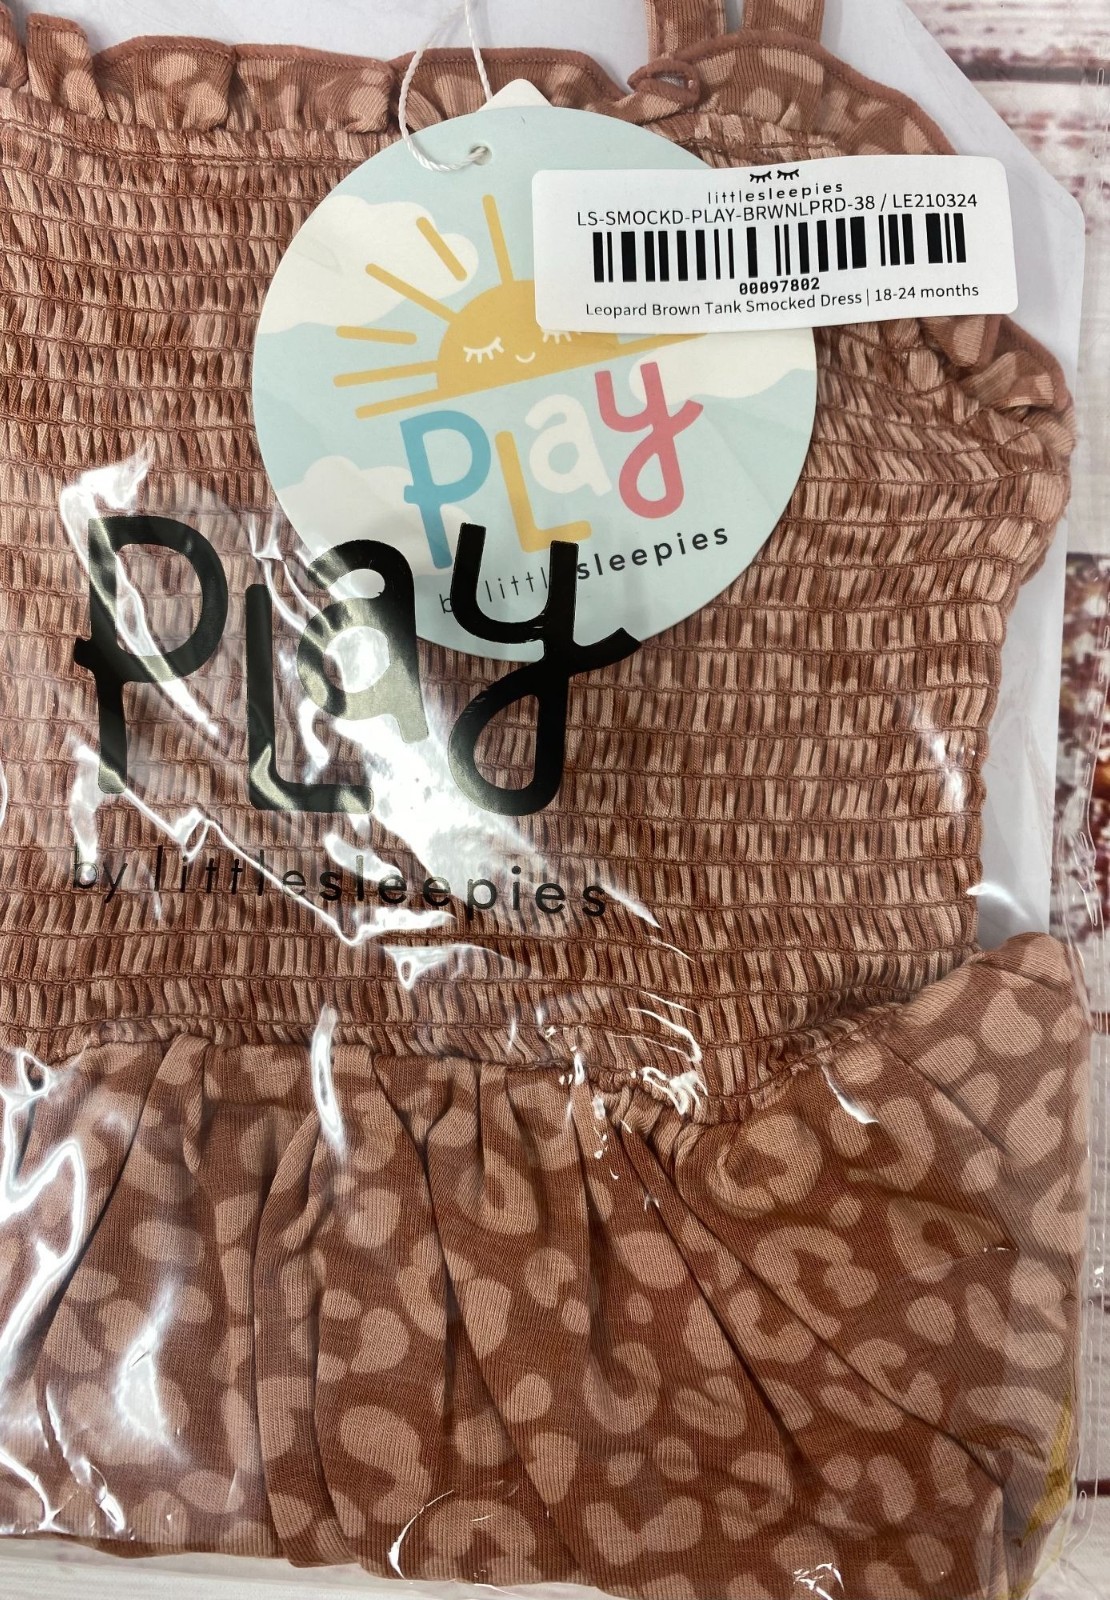 littlesleepies
LS-SMOCKD-PLAY-BRWNLPRD-38 / LE210324
00097802
Leopard Brown Tank Smocked Dress | 18-24 months
PLay
by littlesleepies
PLay
by littlesleepies